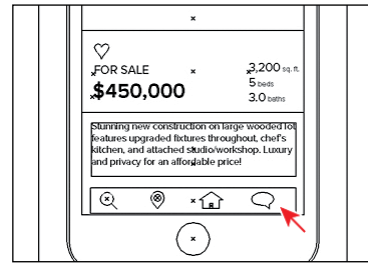 FOR SALE
$450,000
3,200 sq. ft.
5 beds
3.0 baths
Stunning new construction on large wooded lot
features upgraded fixtures throughout, chef's
kitchen, and attached studio/workshop. Luxury
and privacy for an affordable price!